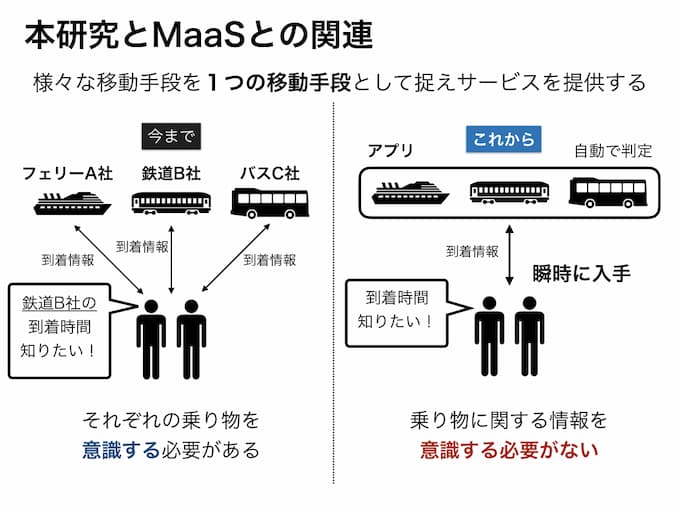 本研究とMaaSとの関連
様々な移動手段を１つの移動手段として捉えサービスを提供する
今まで
フェリーA社
鉄道B社
バスC社
到着情報
到着情報
到着情報
鉄道B社の
到着時間
知りたい！
それぞれの乗り物を
意識する必要がある
これから
アプリ
自動で判定
到着情報
瞬時に入手
到着時間
知りたい！
乗り物に関する情報を
意識する必要がない